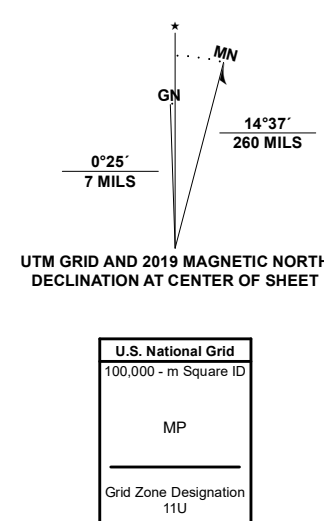 ★
MN
GN
14°37´
260 MILS
0°25´
7 MILS
UTM GRID AND 2019 MAGNETIC NORTH
DECLINATION AT CENTER OF SHEET
U.S. National Grid
100,000 - m Square ID
MP
Grid Zone Designation
11U